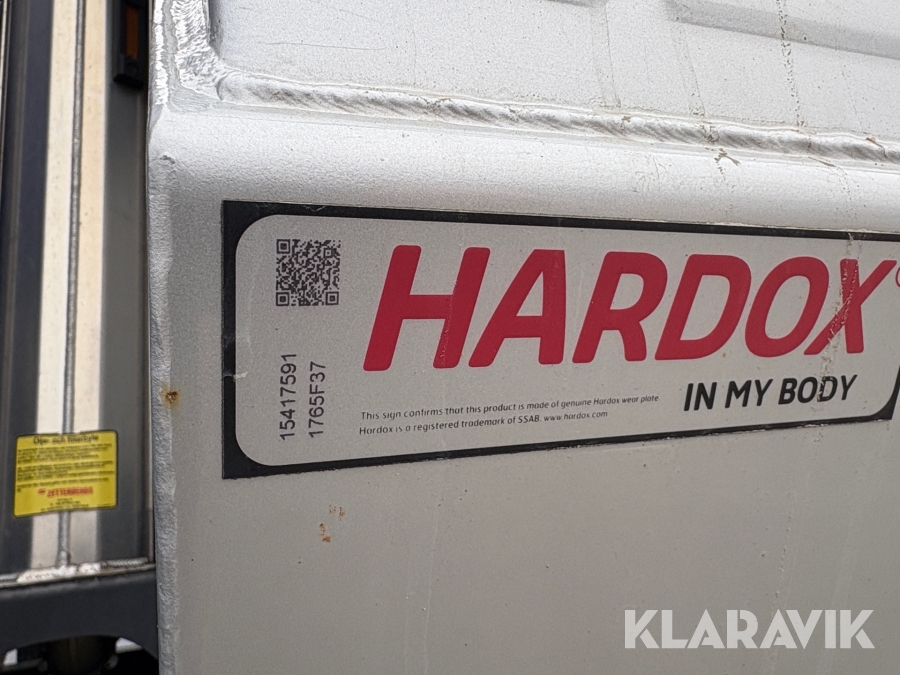 HARDOX
IN MY BODY
15417591
1765F37
This sign confirms that this product is made of genuine Hardox wear plate.
Hardox is a registered trademark of SSAB. www.hardox.com
KLARAVIK